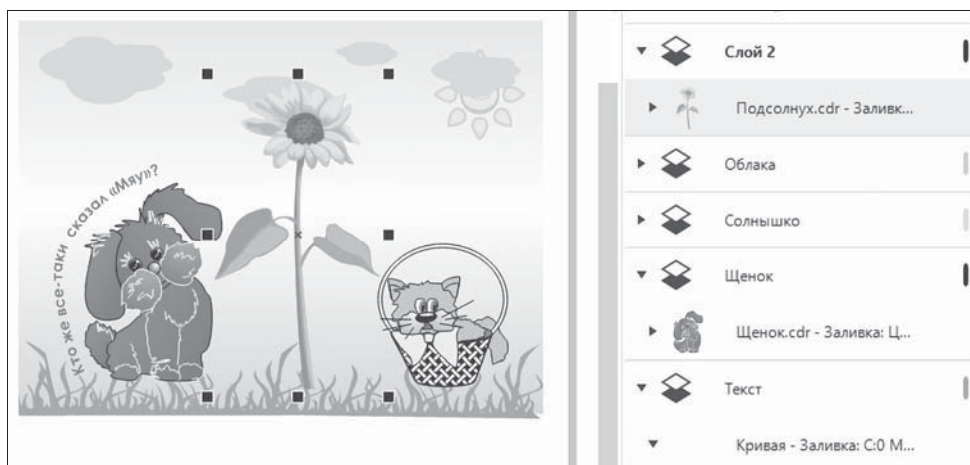 Кто же все-таки сказал «Мяу»?
Слой 2
Подсолнух.cdr - Заливк...
Облака
Солнышко
Щенок
Щенок.cdr - Заливка: Ц...
Текст
Кривая - Заливка: C:0 M...